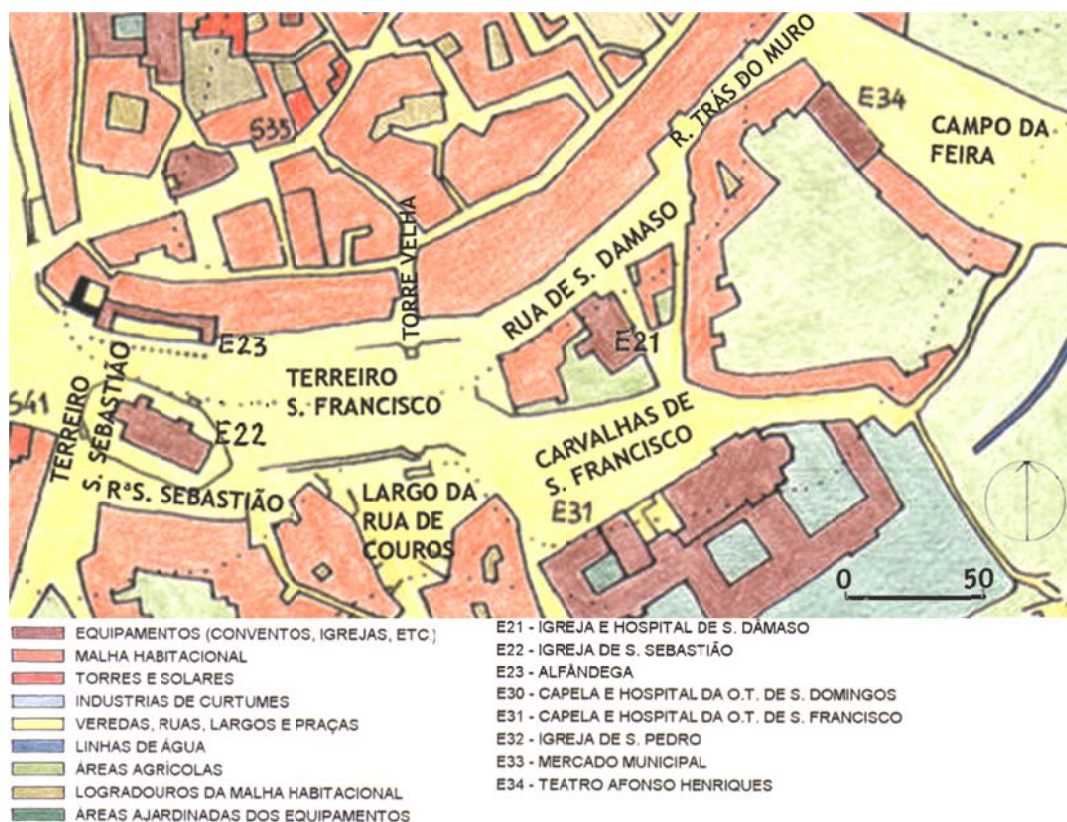 R. TRÁS DO MURO
E34
CAMPO DA
FEIRA
S35
TORRE VELHA
RUA DE S. DAMASO
E21
E23
TERREIRO
S. FRANCISCO
TERREIRO
S. SEBASTIÃO
S41
E22
RªS. SEBASTIÃO
CARVALHAS DE
S. FRANCISCO
LARGO DA
RUA DE
COUROS
E31
0 50
EQUIPAMENTOS (CONVENTOS, IGREJAS, ETC.)
MALHA HABITACIONAL
TORRES E SOLARES
INDUSTRIAS DE CURTUMES
VEREDAS, RUAS, LARGOS E PRAÇAS
LINHAS DE ÁGUA
ÁREAS AGRÍCOLAS
LOGRADOUROS DA MALHA HABITACIONAL
ÁREAS AJARDINADAS DOS EQUIPAMENTOS
E21 - IGREJA E HOSPITAL DE S. DÂMASO
E22 - IGREJA DE S. SEBASTIÃO
E23 - ALFÂNDEGA
E30 - CAPELA E HOSPITAL DA O.T. DE S. DOMINGOS
E31 - CAPELA E HOSPITAL DA O.T. DE S. FRANCISCO
E32 - IGREJA DE S. PEDRO
E33 - MERCADO MUNICIPAL
E34 - TEATRO AFONSO HENRIQUES